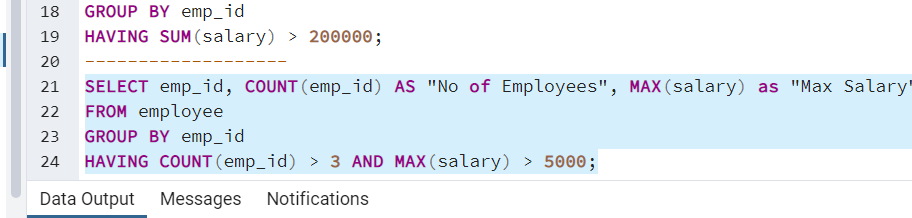 18 GROUP BY emp_id
19 HAVING SUM(salary) > 200000;
20 -------------------
21 SELECT emp_id, COUNT(emp_id) AS "No of Employees", MAX(salary) as "Max Salary"
22 FROM employee
23 GROUP BY emp_id
24 HAVING COUNT(emp_id) > 3 AND MAX(salary) > 5000;
Data Output Messages Notifications